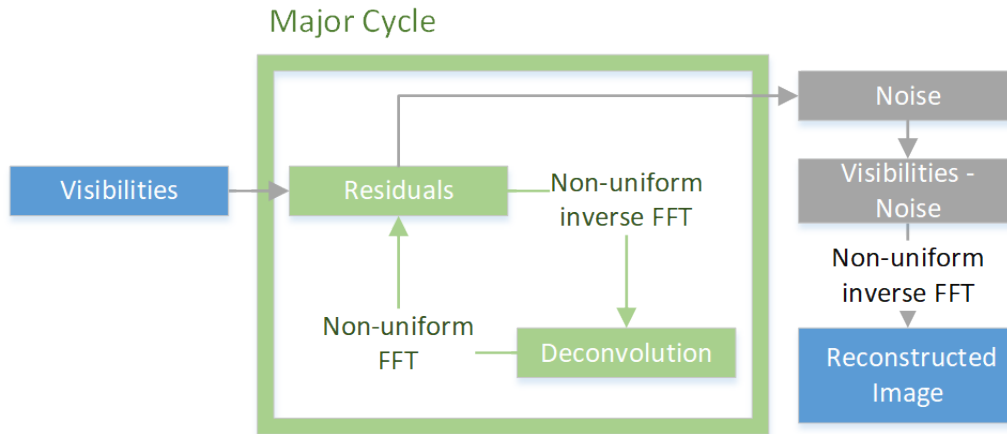 Major Cycle
Noise
Visibilities
Residuals
Non-uniform
inverse FFT
Visibilities -
Noise
Non-uniform
inverse FFT
Non-uniform
FFT
Deconvolution
Reconstructed
Image